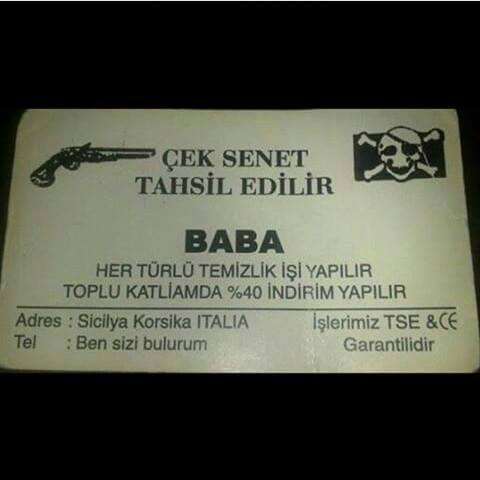 ÇEK SENET
TAHSİL EDİLİR
BABA
HER TÜRLÜ TEMİZLİK İŞİ YAPILIR
TOPLU KATLİAMDA %40 İNDİRİM YAPILIR
Adres : Sicilya Korsika ITALIA
Tel : Ben sizi bulurum
İşlerimiz TSE & CE
Garantilidir